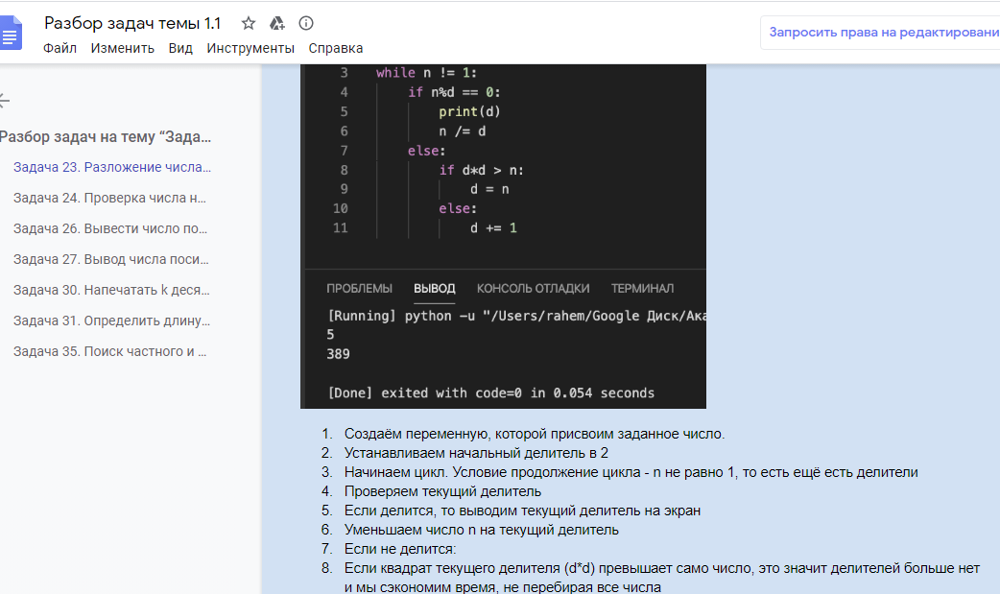 Разбор задач темы 1.1
Файл Изменить Вид Инструменты Справка
Запросить права на редактировани
Разбор задач на тему “Зада...
Задача 23. Разложение числа...
Задача 24. Проверка числа н...
Задача 26. Вывести число по...
Задача 27. Вывод числа поси...
Задача 30. Напечатать k деся...
Задача 31. Определить длину...
Задача 35. Поиск частного и ...
3 while n != 1:
4 if n%d == 0:
5 print(d)
6 n /= d
7 else:
8 if d*d > n:
9 d = n
10 else:
11 d += 1
ПРОБЛЕМЫ ВЫВОД КОНСОЛЬ ОТЛАДКИ ТЕРМИНАЛ
[Running] python -u "/Users/rahem/Google Диск/Ака
5
389
[Done] exited with code=0 in 0.054 seconds
1. Создаём переменную, которой присвоим заданное число.
2. Устанавливаем начальный делитель в 2
3. Начинаем цикл. Условие продолжение цикла - n не равно 1, то есть ещё есть делители
4. Проверяем текущий делитель
5. Если делится, то выводим текущий делитель на экран
6. Уменьшаем число n на текущий делитель
7. Если не делится:
8. Если квадрат текущего делителя (d*d) превышает само число, это значит делителей больше нет
и мы сэкономим время, не перебирая все числа